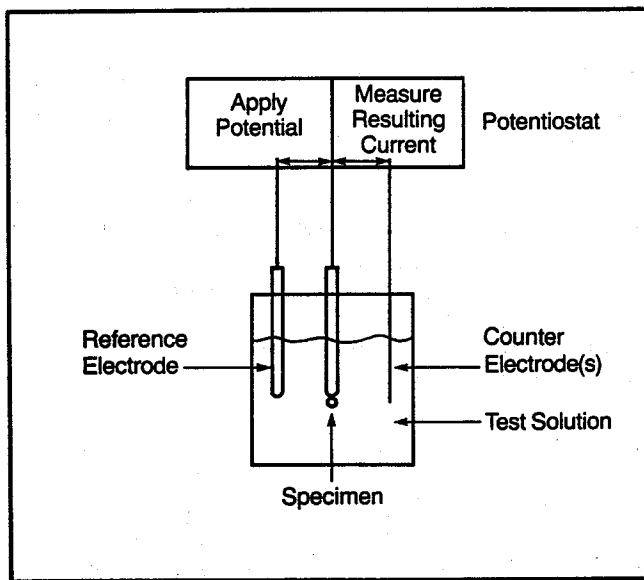 Apply
Potential
Measure
Resulting
Current
Potentiostat
Reference
Electrode
Counter
Electrode(s)
Test Solution
Specimen